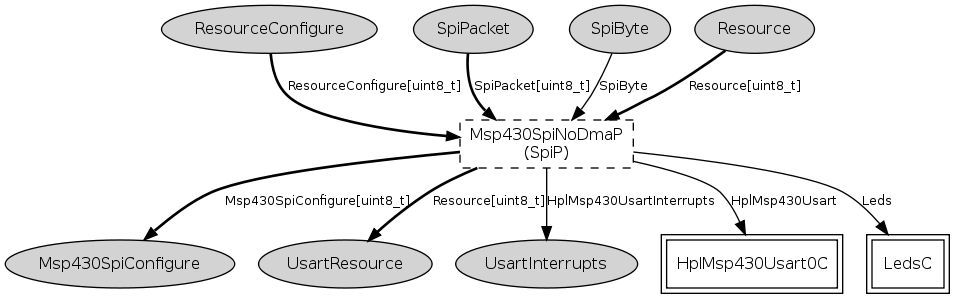 ResourceConfigure
SpiPacket
SpiByte
Resource
ResourceConfigure[uint8_t]
SpiPacket[uint8_t]
SpiByte
Resource[uint8_t]
Msp430SpiNoDmaP
(SpiP)
Msp430SpiConfigure[uint8_t]
Resource[uint8_t]
HplMsp430UsartInterrupts
HplMsp430Usart
Leds
Msp430SpiConfigure
UsartResource
UsartInterrupts
HplMsp430Usart0C
LedsC